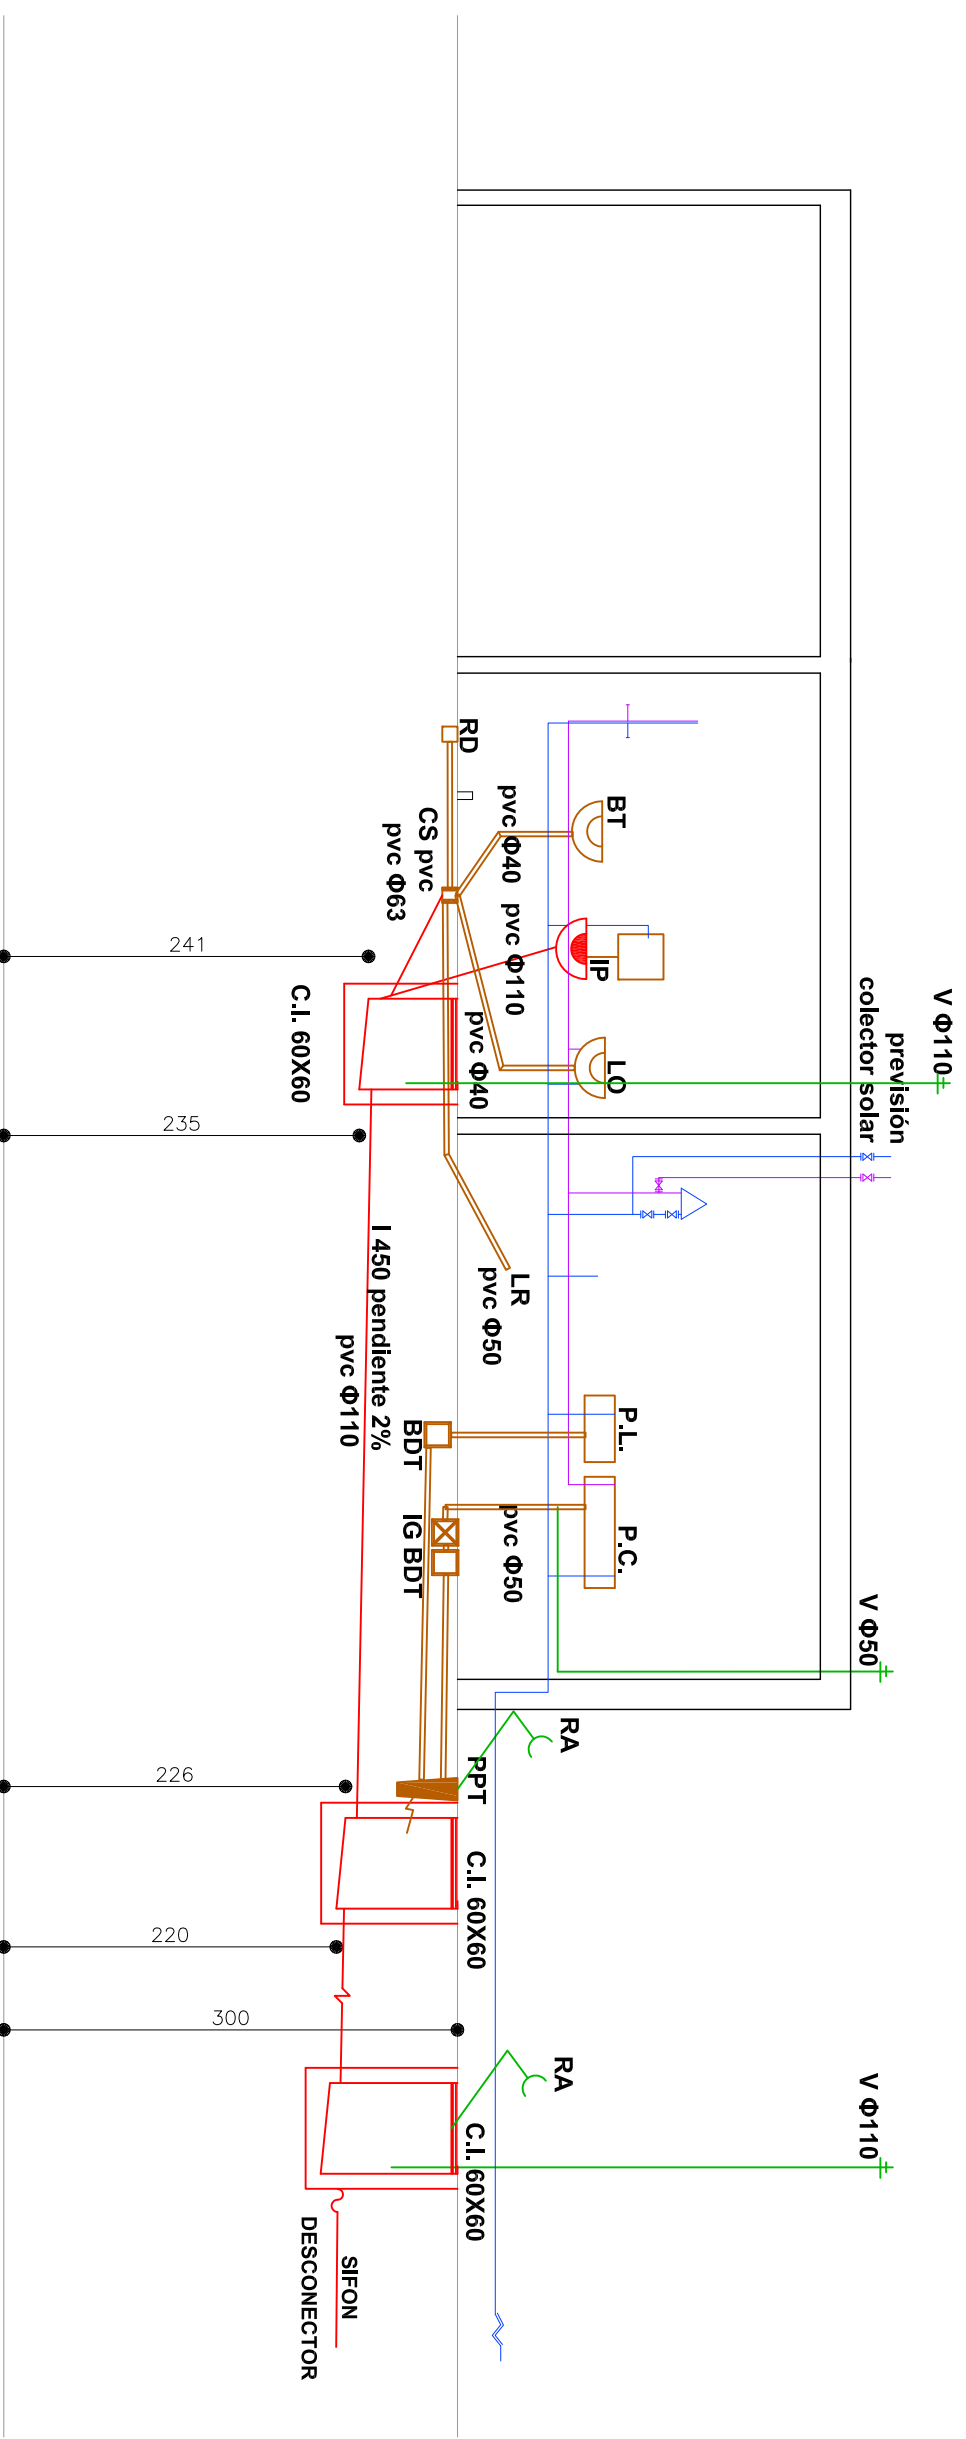 V Φ110
previsión
colector solar
V Φ50
V Φ110
BT
IP
LO
P.L.
P.C.
RD
pvc Φ40
pvc Φ110
pvc Φ40
CS pvc
pvc Φ63
LR
pvc Φ50
pvc Φ50
RA
RA
BDT
IG BDT
PPT
C.I. 60X60
C.I. 60X60
C.I. 60X60
I 450 pendiente 2%
pvc Φ110
SIFON
DESCONECTOR
241
235
226
220
300